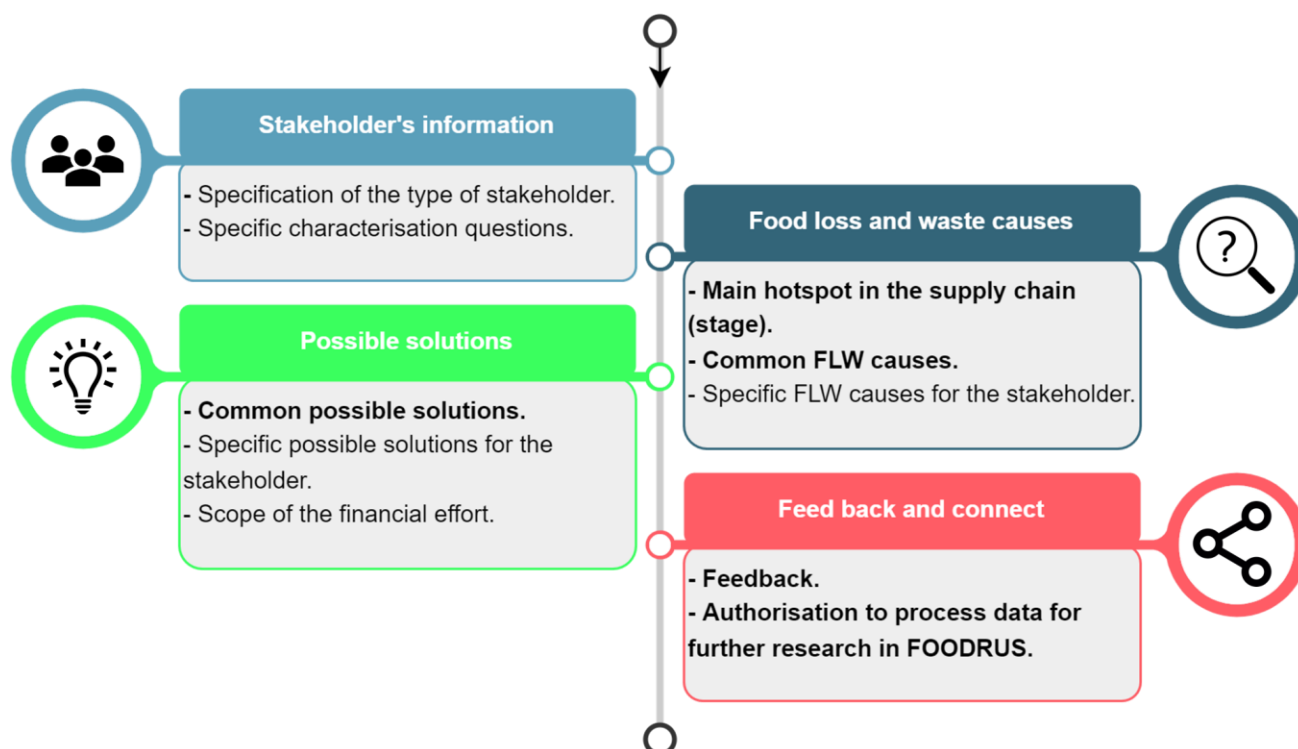 Stakeholder's information
- Specification of the type of stakeholder.
- Specific characterisation questions.
Food loss and waste causes
?
- Main hotspot in the supply chain
(stage).
- Common FLW causes.
- Specific FLW causes for the stakeholder.
Possible solutions
- Common possible solutions.
- Specific possible solutions for the
stakeholder.
- Scope of the financial effort.
Feed back and connect
- Feedback.
- Authorisation to process data for
further research in FOODRUS.